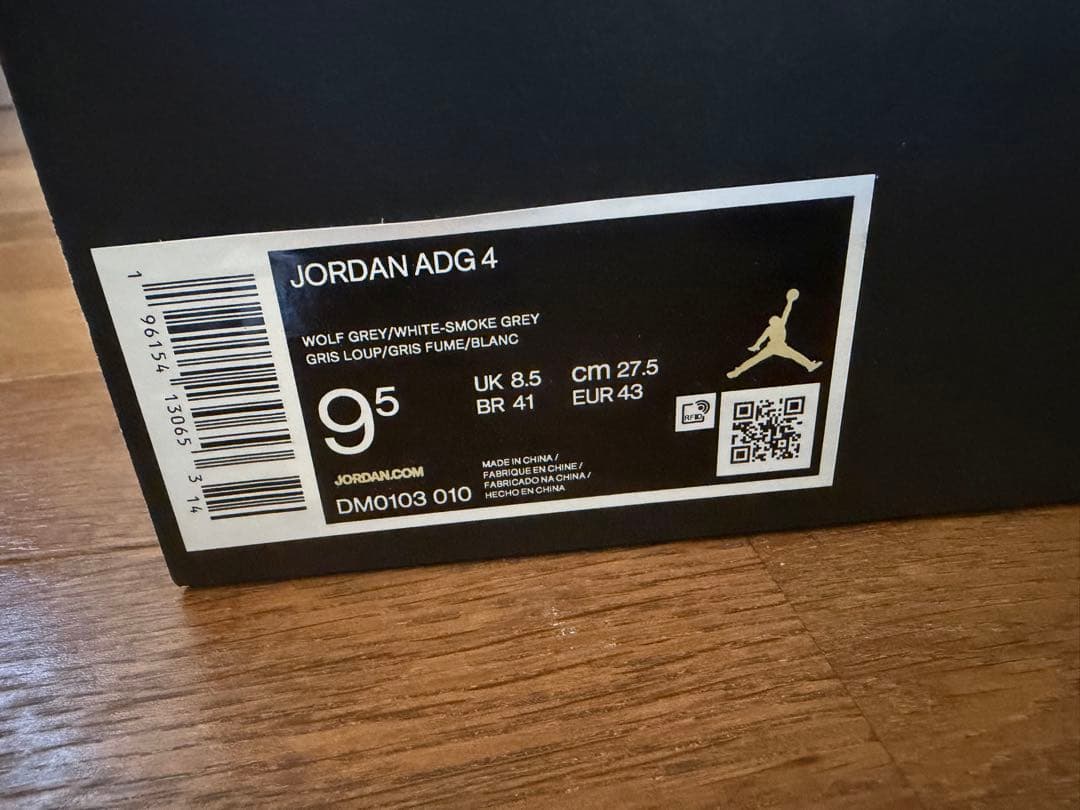 JORDAN ADG 4
WOLF GREY/WHITE-SMOKE GREY
GRIS LOUP/GRIS FUME/BLANC
9⁵
UK 8.5
cm 27.5
BR 41
EUR 43
JORDAN.COM
DM0103 010
MADE IN CHINA /
FABRIQUE EN CHINE /
FABRICADO NA CHINA /
HECHO EN CHINA
RFID
1 96154 13065 3 14